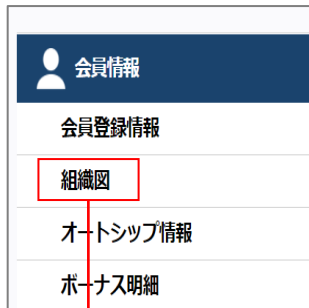 会員情報
会員登録情報
組織図
オートシップ情報
ボーナス明細